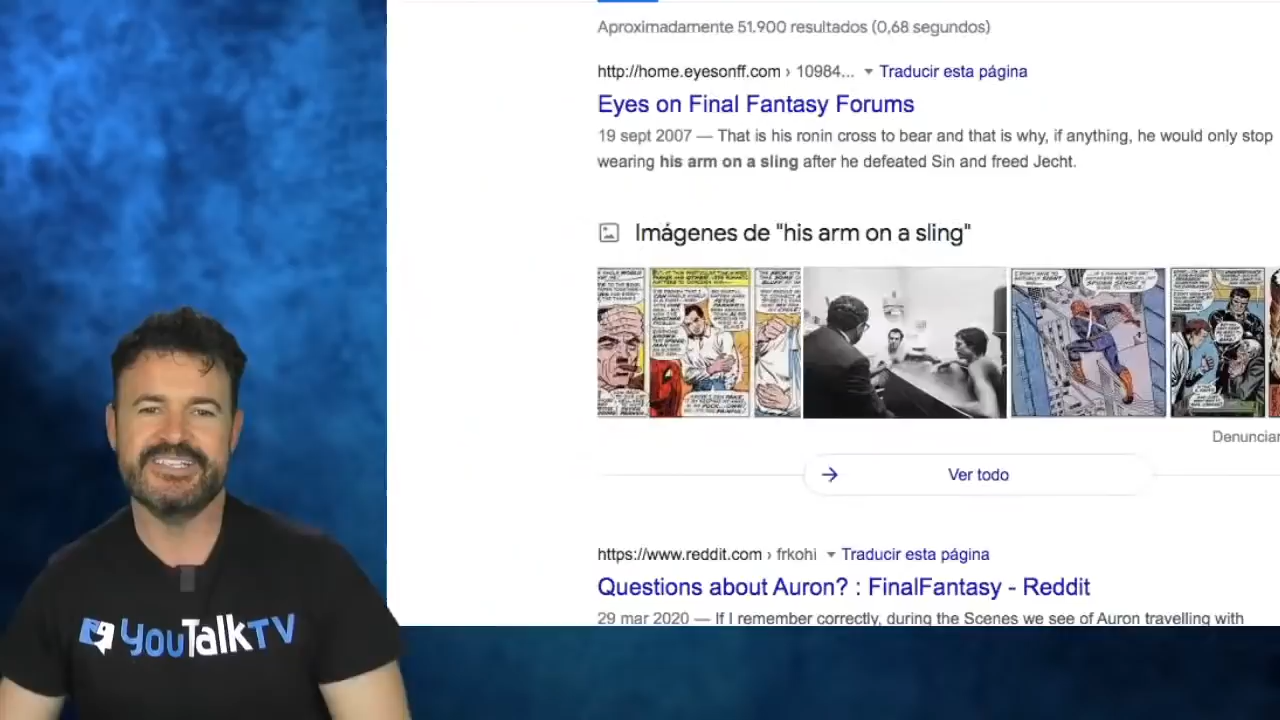 Aproximadamente 51.900 resultados (0,68 segundos)
http://home.eyesonff.com › 10984... Traducir esta página
Eyes on Final Fantasy Forums
19 sept 2007 — That is his ronin cross to bear and that is why, if anything, he would only stop
wearing his arm on a sling after he defeated Sin and freed Jecht.
Imágenes de "his arm on a sling"
Denunciar
Ver todo
https://www.reddit.com › frkohi Traducir esta página
Questions about Auron? : FinalFantasy - Reddit
29 mar 2020 — If I remember correctly, during the Scenes we see of Auron travelling with
YouTalkTV